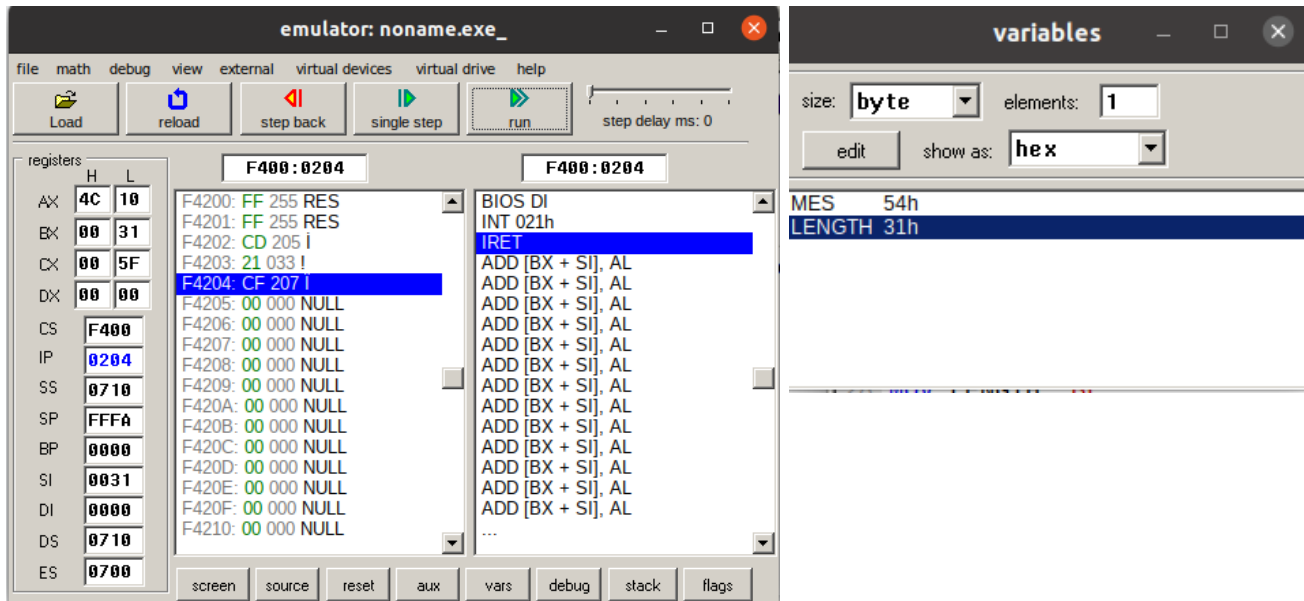 emulator: noname.exe_
file math debug view external virtual devices virtual drive help
Load reload step back single step run step delay ms: 0
registers
H L
AX 4C 10
BX 00 31
CX 00 5F
DX 00 00
CS F400
IP 0204
SS 0710
SP FFFA
BP 0000
SI 0031
DI 0000
DS 0710
ES 0700
F400:0204
F4200: FF 255 RES
F4201: FF 255 RES
F4202: CD 205 Í
F4203: 21 033 !
F4204: CF 207 Ï
F4205: 00 000 NULL
F4206: 00 000 NULL
F4207: 00 000 NULL
F4208: 00 000 NULL
F4209: 00 000 NULL
F420A: 00 000 NULL
F420B: 00 000 NULL
F420C: 00 000 NULL
F420D: 00 000 NULL
F420E: 00 000 NULL
F420F: 00 000 NULL
F4210: 00 000 NULL
F400:0204
BIOS DI
INT 021h
IRET
ADD [BX + SI], AL
ADD [BX + SI], AL
ADD [BX + SI], AL
ADD [BX + SI], AL
ADD [BX + SI], AL
ADD [BX + SI], AL
ADD [BX + SI], AL
ADD [BX + SI], AL
ADD [BX + SI], AL
ADD [BX + SI], AL
ADD [BX + SI], AL
ADD [BX + SI], AL
ADD [BX + SI], AL
...
screen source reset aux vars debug stack flags
variables
size: byte elements: 1
edit show as: hex
MES 54h
LENGTH 31h